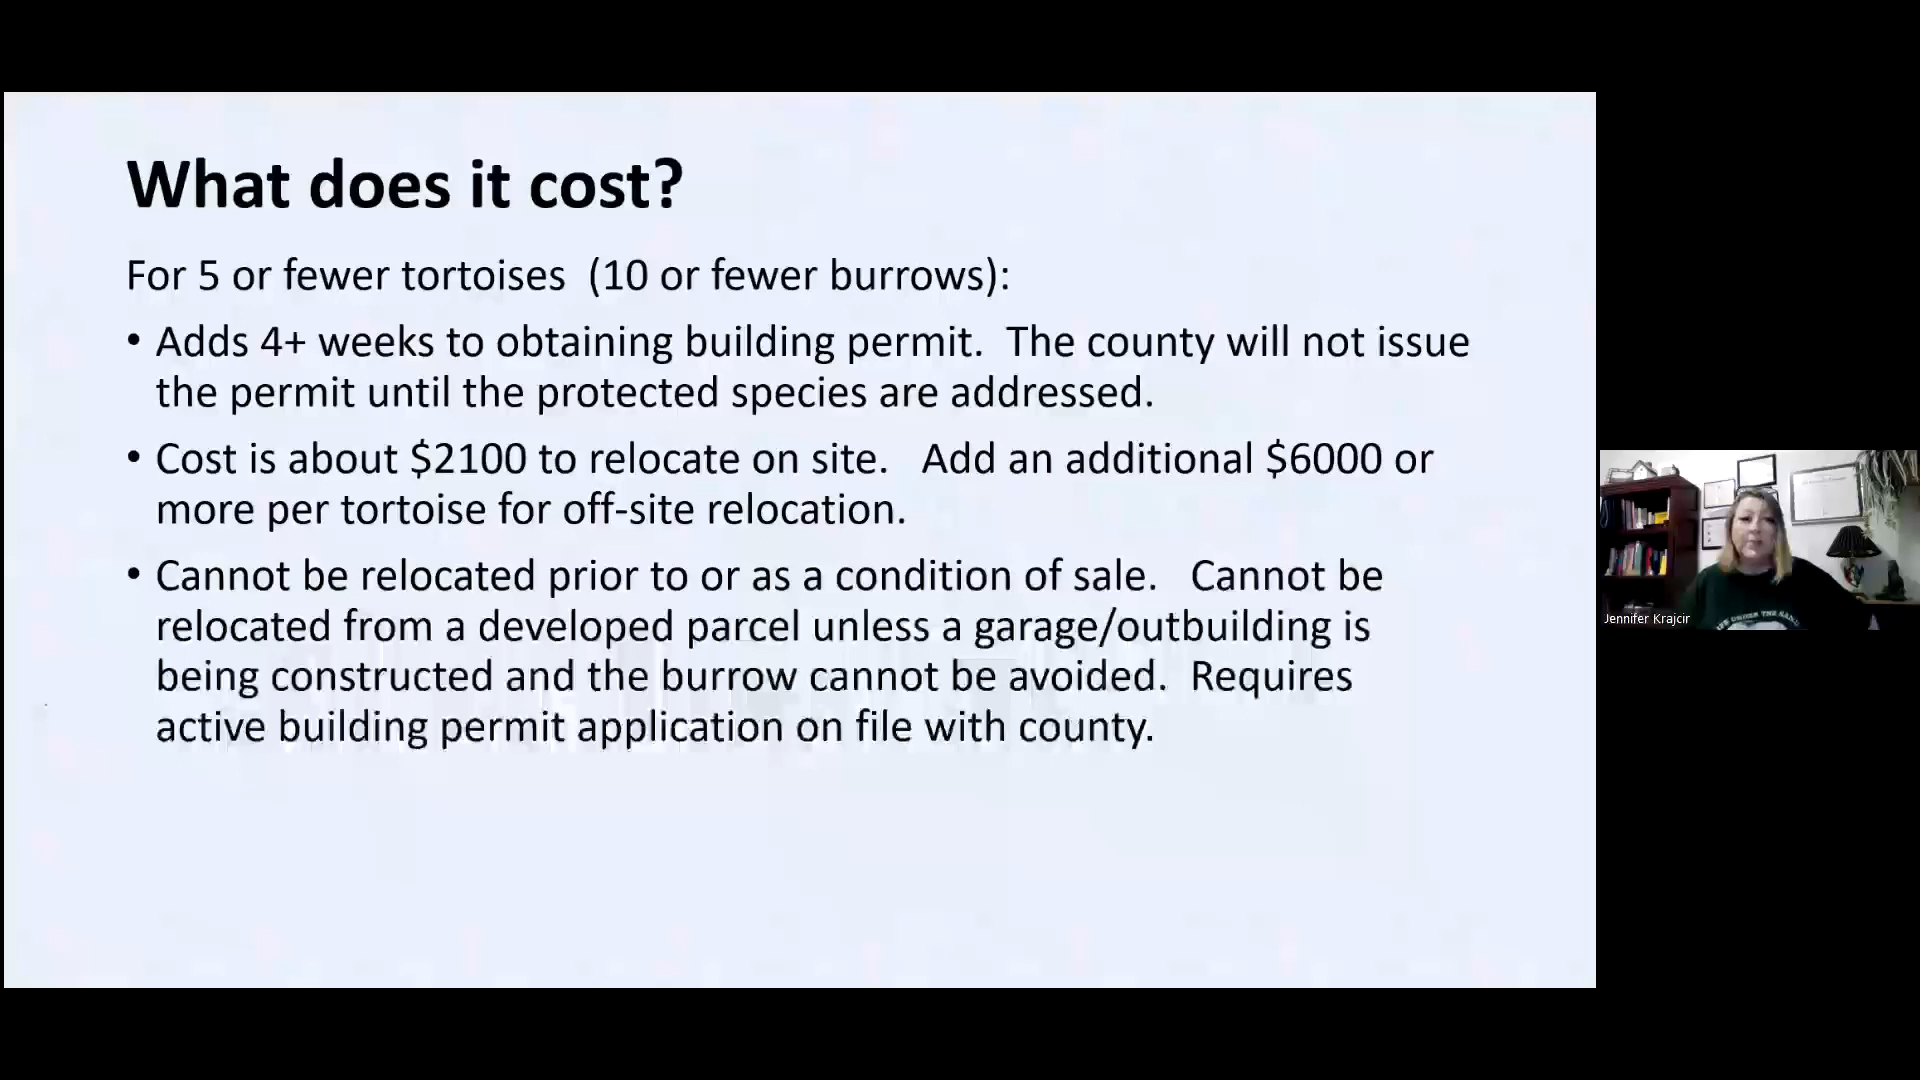 What does it cost?
For 5 or fewer tortoises  (10 or fewer burrows):
• Adds 4+ weeks to obtaining building permit.  The county will not issue
the permit until the protected species are addressed.
• Cost is about $2100 to relocate on site.   Add an additional $6000 or
more per tortoise for off-site relocation.
• Cannot be relocated prior to or as a condition of sale.   Cannot be
relocated from a developed parcel unless a garage/outbuilding is
being constructed and the burrow cannot be avoided.  Requires
active building permit application on file with county.
Jennifer Krajcir
UNDER THE